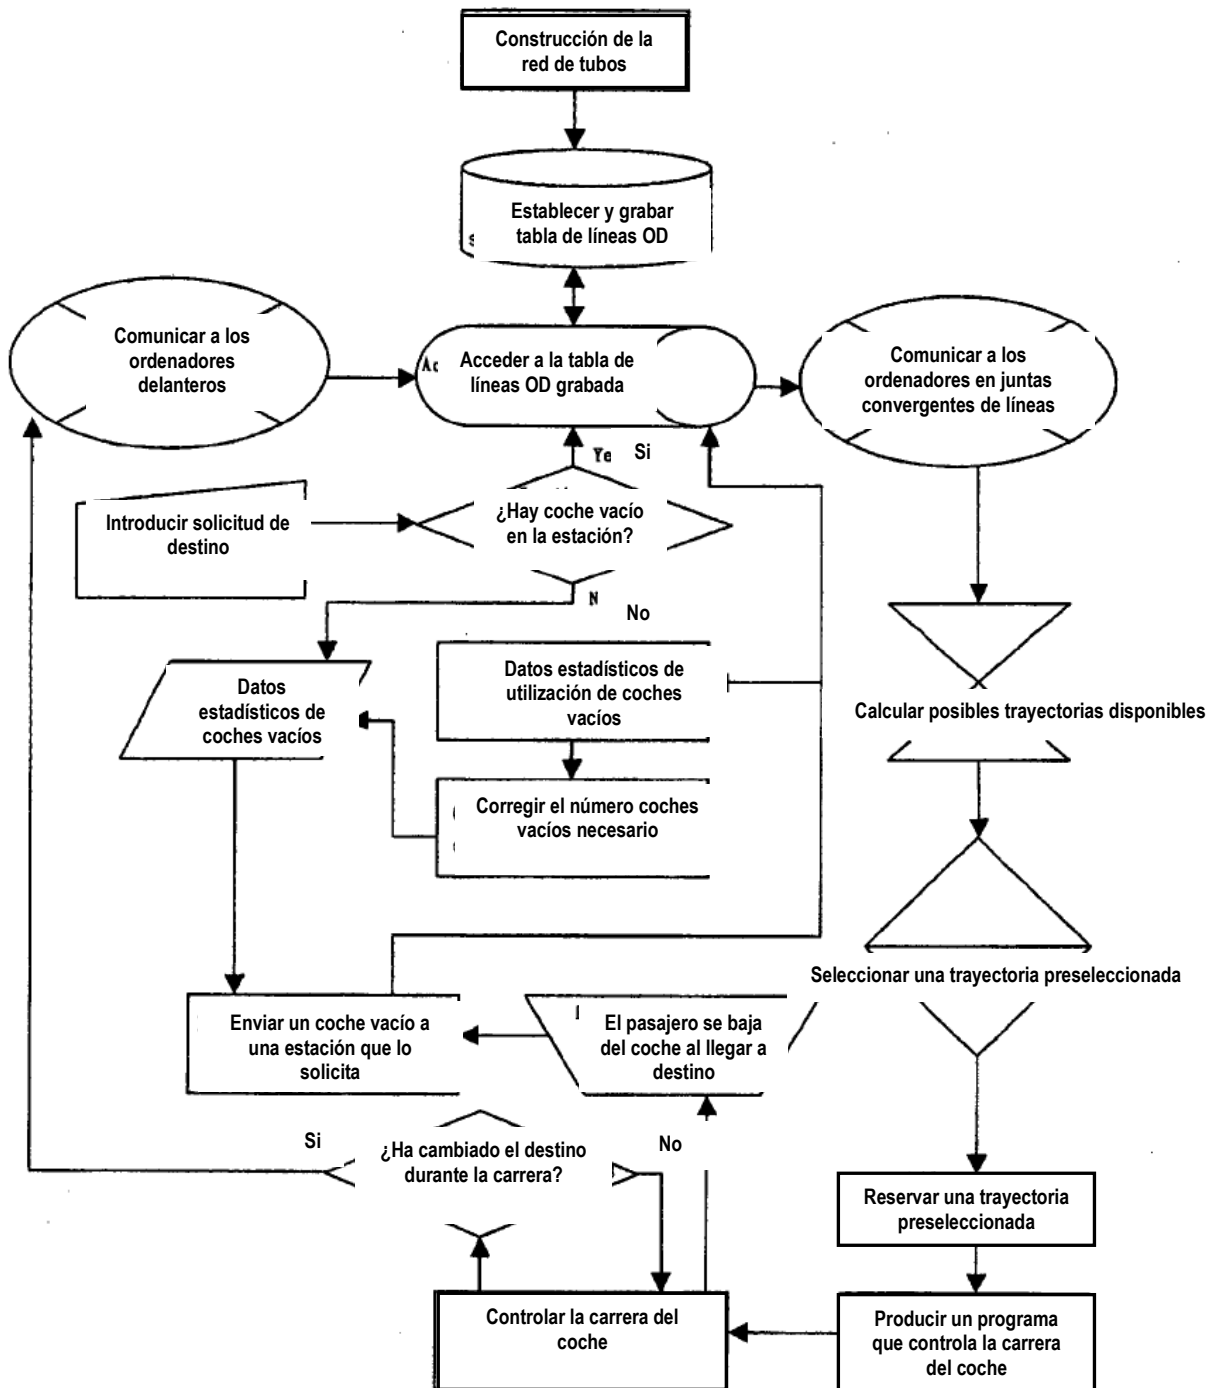 Construcción de la
red de tubos
Establecer y grabar
tabla de líneas OD
Comunicar a los
ordenadores
delanteros
Ac
Acceder a la tabla de
líneas OD grabada
Comunicar a los
ordenadores en juntas
convergentes de líneas
Ye Si
Introducir solicitud de
destino
¿Hay coche vacío
en la estación?
N
No
Datos
estadísticos de
coches vacíos
Datos estadísticos de
utilización de coches
vacíos
Calcular posibles trayectorias disponibles
Corregir el número coches
vacíos necesario
Seleccionar una trayectoria preseleccionada
Enviar un coche vacío a
una estación que lo
solicita
El pasajero se baja
del coche al llegar a
destino
Si
¿Ha cambiado el destino
durante la carrera?
No
Reservar una trayectoria
preseleccionada
Controlar la carrera del
coche
Producir un programa
que controla la carrera
del coche